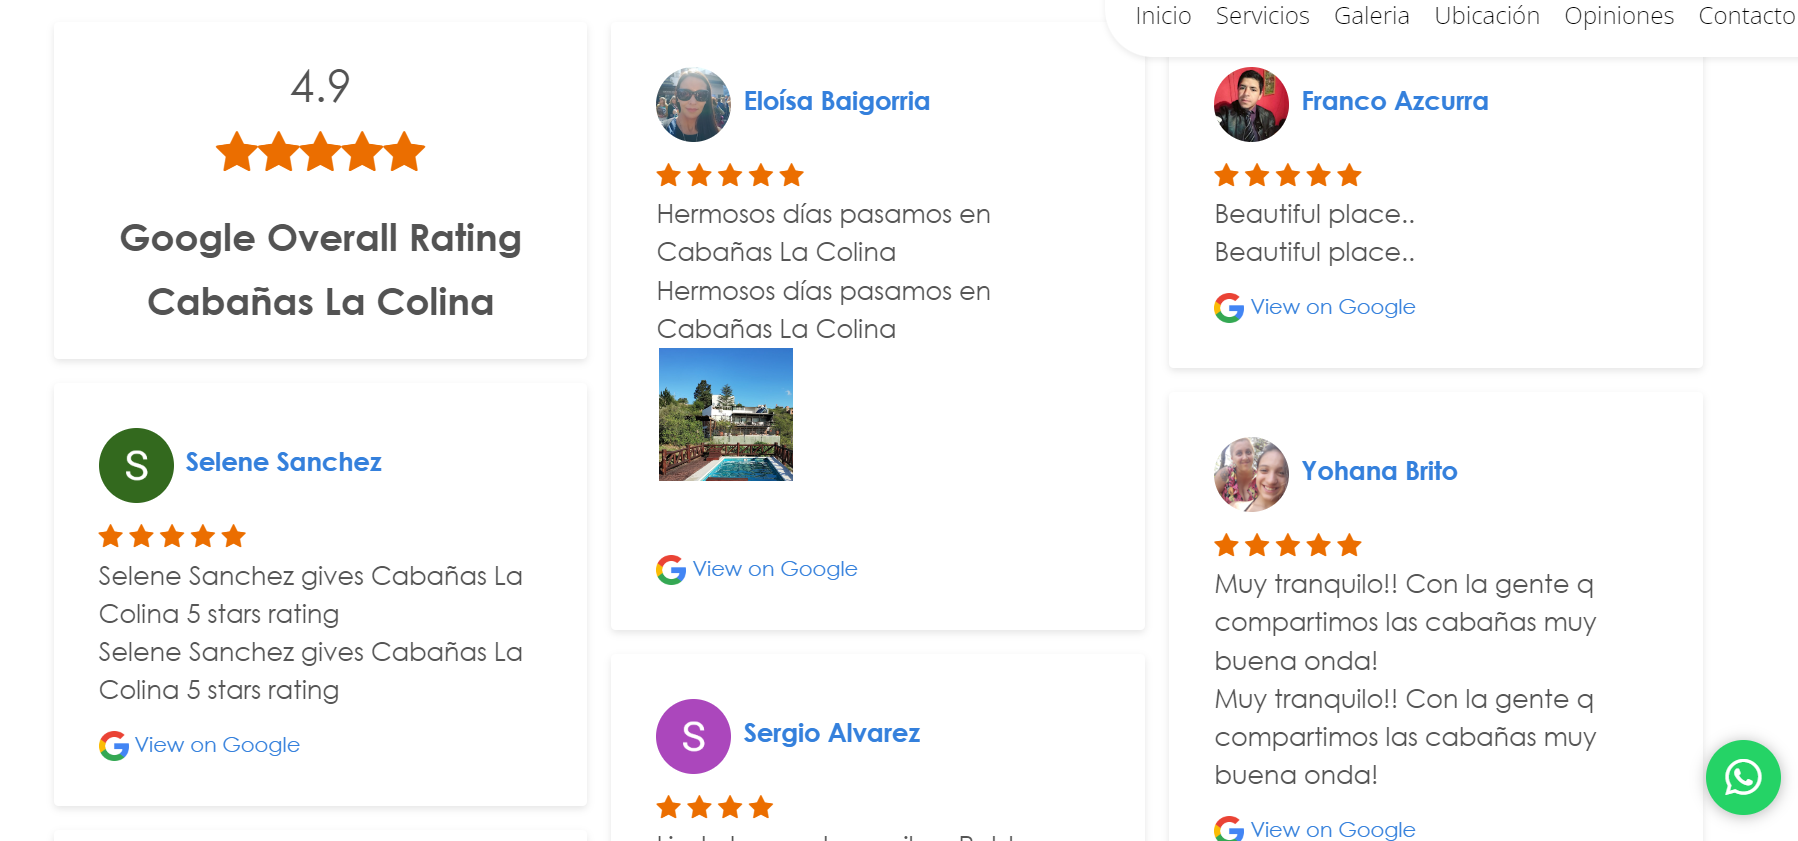 Inicio Servicios Galeria Ubicación Opiniones Contacto
4.9
Google Overall Rating
Cabañas La Colina
S
Selene Sanchez
Selene Sanchez gives Cabañas La
Colina 5 stars rating
Selene Sanchez gives Cabañas La
Colina 5 stars rating
View on Google
Eloísa Baigorria
Hermosos días pasamos en
Cabañas La Colina
Hermosos días pasamos en
Cabañas La Colina
View on Google
S
Sergio Alvarez
Franco Azcurra
Beautiful place..
Beautiful place..
View on Google
Yohana Brito
Muy tranquilo!! Con la gente q
compartimos las cabañas muy
buena onda!
Muy tranquilo!! Con la gente q
compartimos las cabañas muy
buena onda!
View on Google